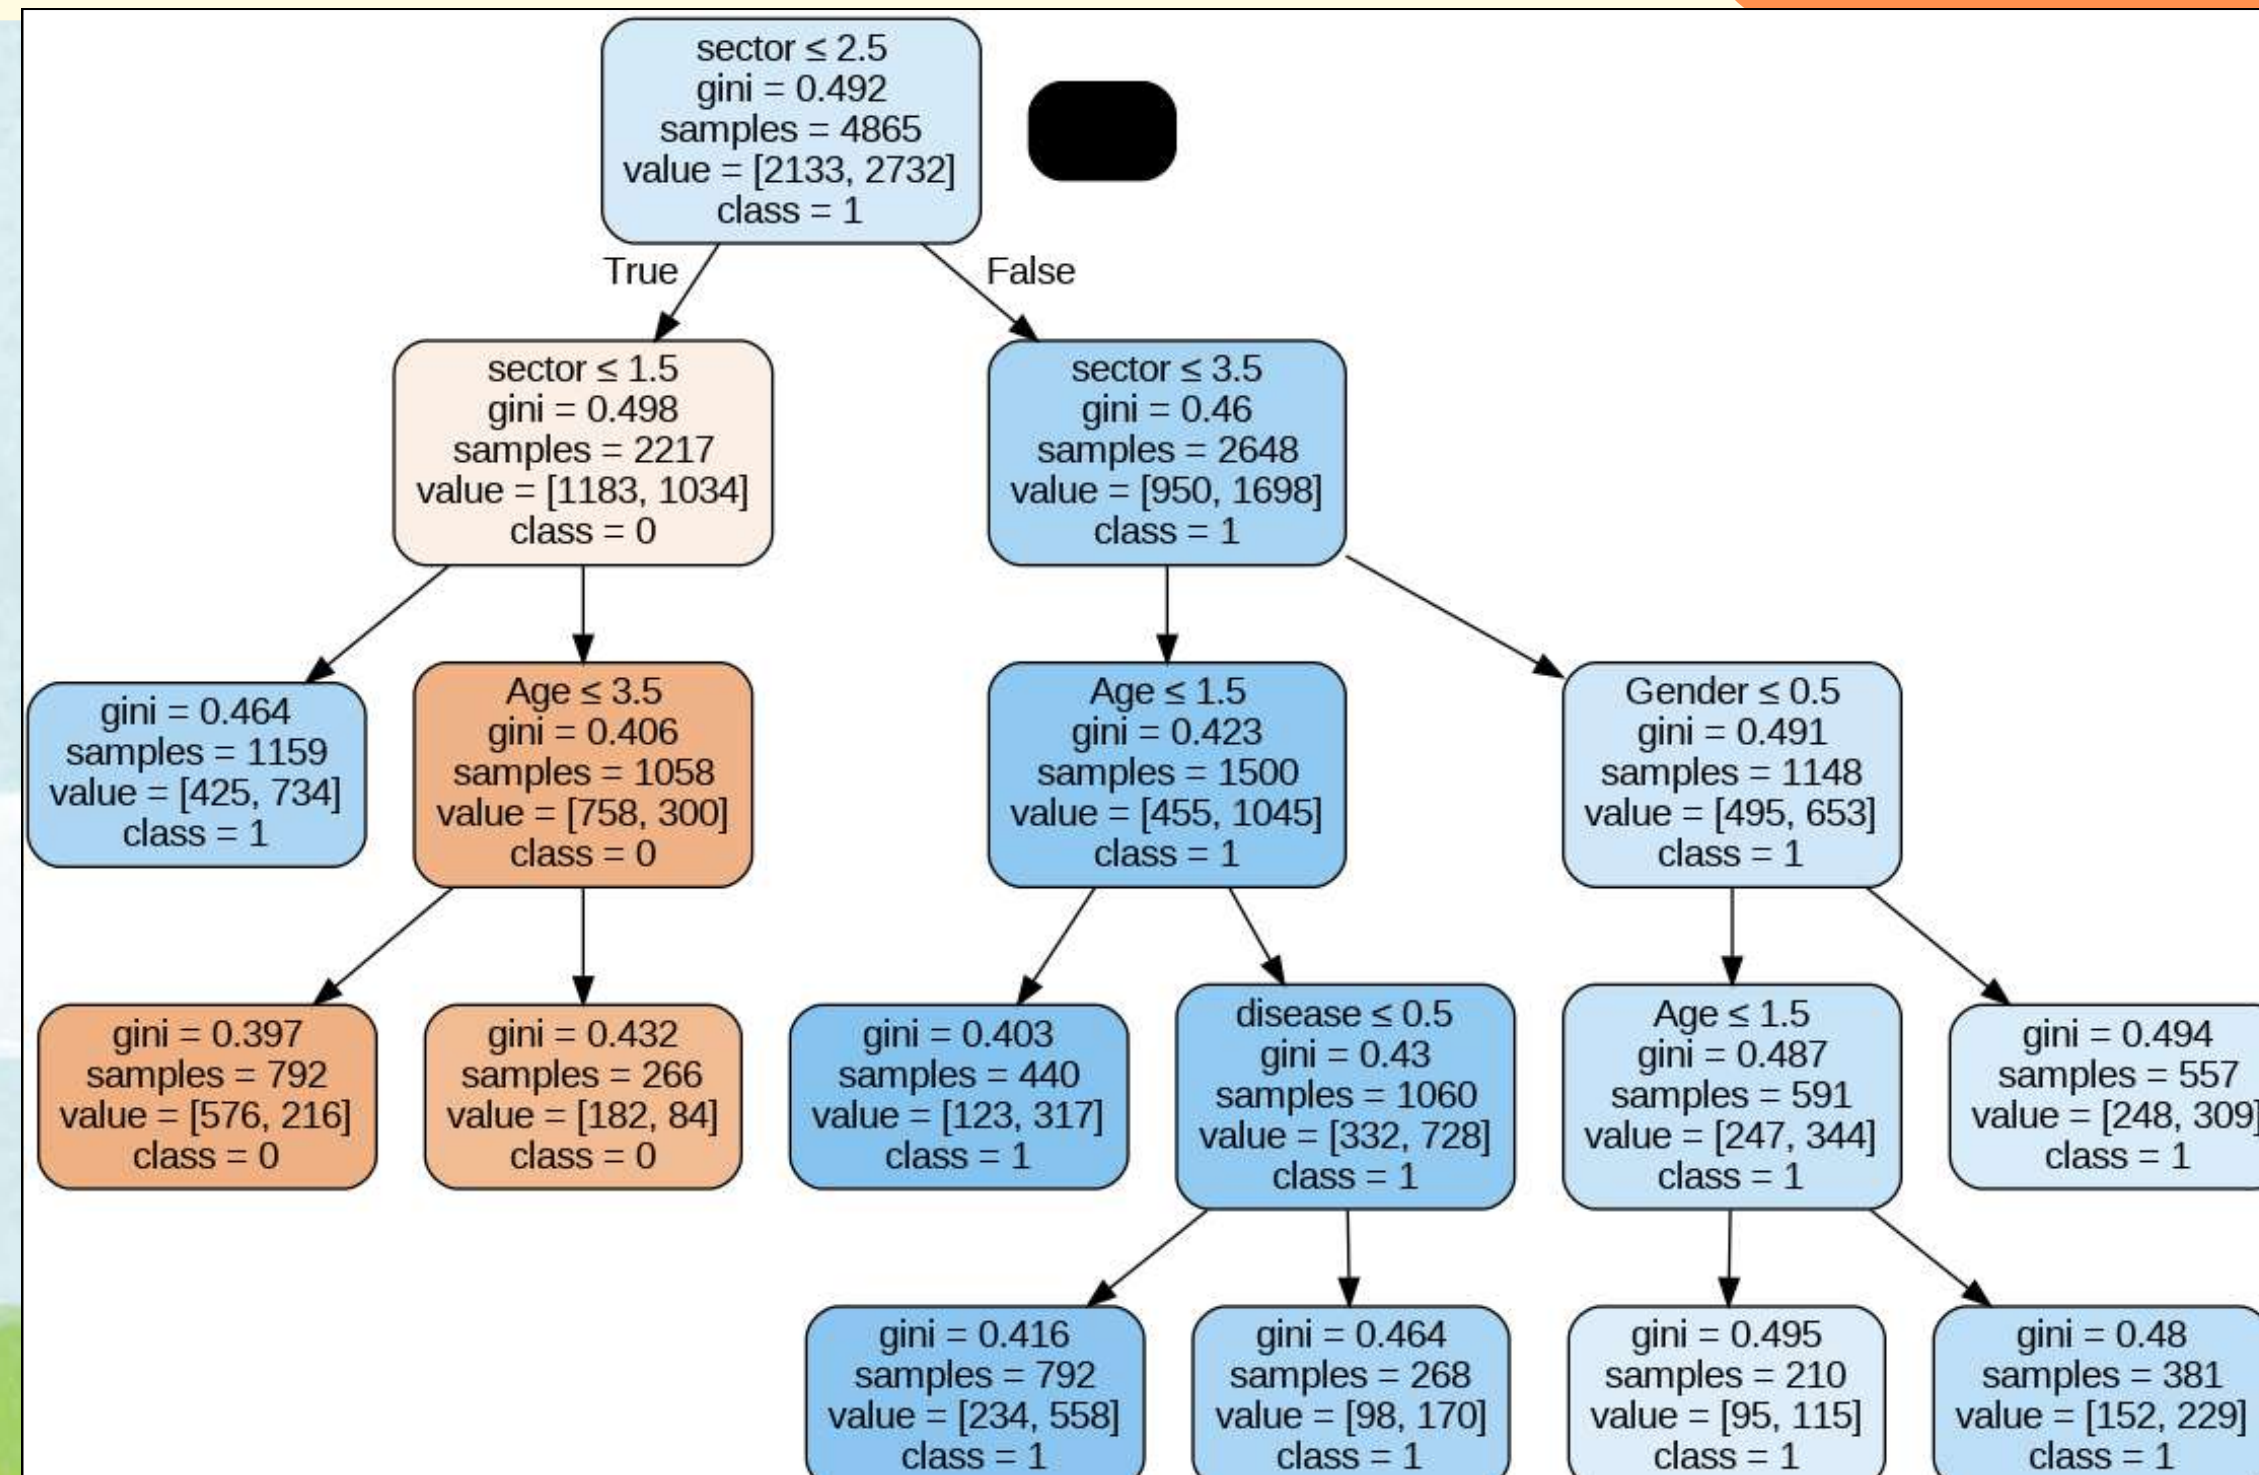 sector ≤ 2.5
gini = 0.492
samples = 4865
value = [2133, 2732]
class = 1
True
False
sector ≤ 1.5
gini = 0.498
samples = 2217
value = [1183, 1034]
class = 0
sector ≤ 3.5
gini = 0.46
samples = 2648
value = [950, 1698]
class = 1
gini = 0.464
samples = 1159
value = [425, 734]
class = 1
Age ≤ 3.5
gini = 0.406
samples = 1058
value = [758, 300]
class = 0
Age ≤ 1.5
gini = 0.423
samples = 1500
value = [455, 1045]
class = 1
Gender ≤ 0.5
gini = 0.491
samples = 1148
value = [495, 653]
class = 1
gini = 0.397
samples = 792
value = [576, 216]
class = 0
gini = 0.432
samples = 266
value = [182, 84]
class = 0
gini = 0.403
samples = 440
value = [123, 317]
class = 1
disease ≤ 0.5
gini = 0.43
samples = 1060
value = [332, 728]
class = 1
Age ≤ 1.5
gini = 0.487
samples = 591
value = [247, 344]
class = 1
gini = 0.494
samples = 557
value = [248, 309]
class = 1
gini = 0.416
samples = 792
value = [234, 558]
class = 1
gini = 0.464
samples = 268
value = [98, 170]
class = 1
gini = 0.495
samples = 210
value = [95, 115]
class = 1
gini = 0.48
samples = 381
value = [152, 229]
class = 1